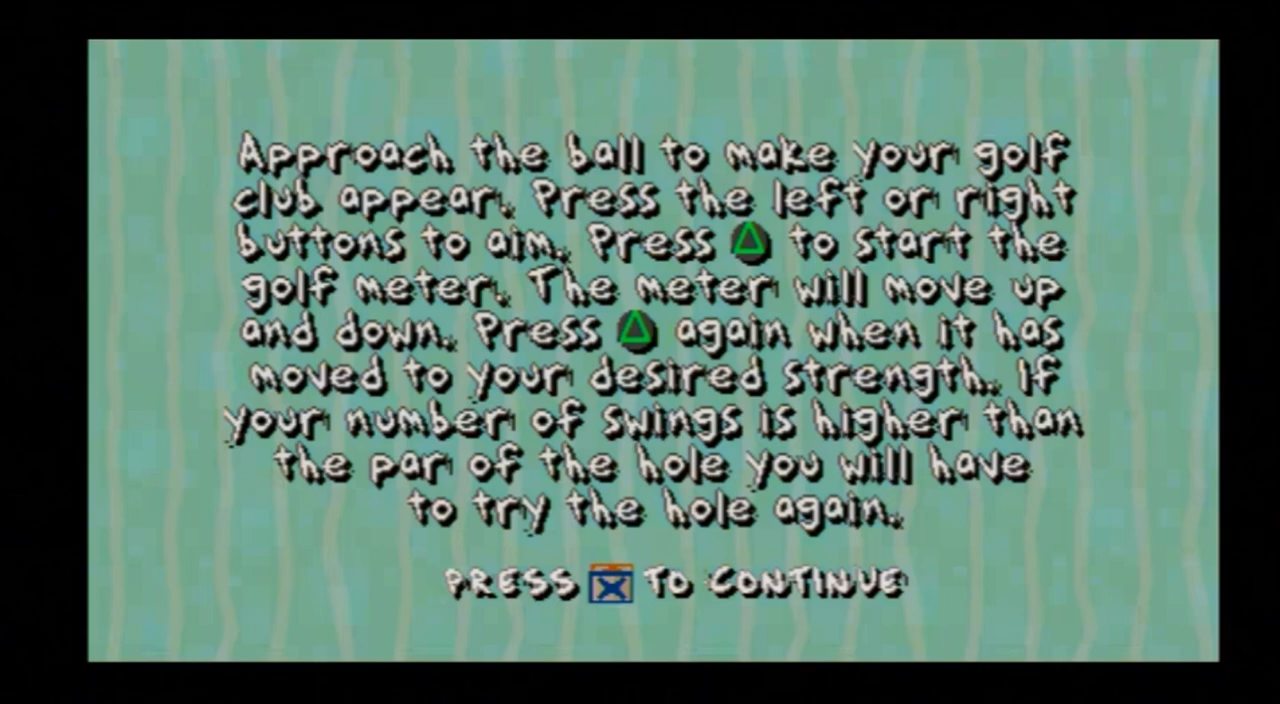 Approach the ball to make your golf
club appear. Press the left or right
buttons to aim. Press △ to start the
golf meter. The meter will move up
and down. Press △ again when it has
moved to your desired strength. If
your number of swings is higher than
the par of the hole you will have
to try the hole again.
PRESS X TO CONTINUE